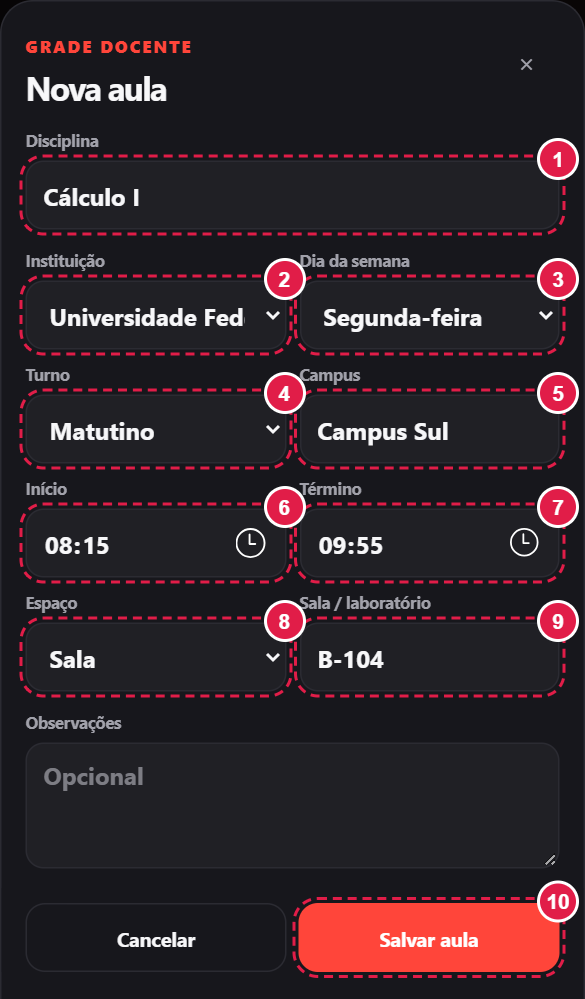 GRADE DOCENTE
Nova aula
×
Disciplina
1
Cálculo I
Instituição
2
Dia da semana
3
Universidade Fed
Segunda-feira
Turno
4
Campus
5
Matutino
Campus Sul
Início
6
Término
7
08:15
09:55
Espaço
8
Sala / laboratório
9
Sala
B-104
Observações
Opcional
10
Cancelar
Salvar aula